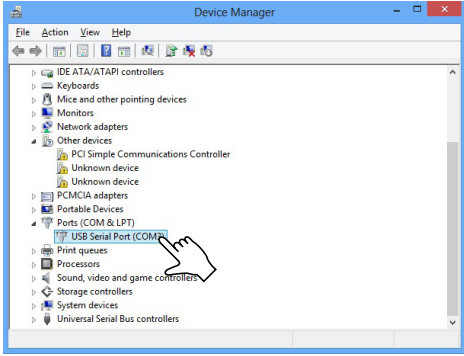 Device Manager
File Action View Help
IDE ATA/ATAPI controllers
Keyboards
Mice and other pointing devices
Monitors
Network adapters
Other devices
PCI Simple Communications Controller
Unknown device
Unknown device
PCMCIA adapters
Portable Devices
Ports (COM & LPT)
USB Serial Port (COM3)
Print queues
Processors
Sound, video and game controllers
Storage controllers
System devices
Universal Serial Bus controllers